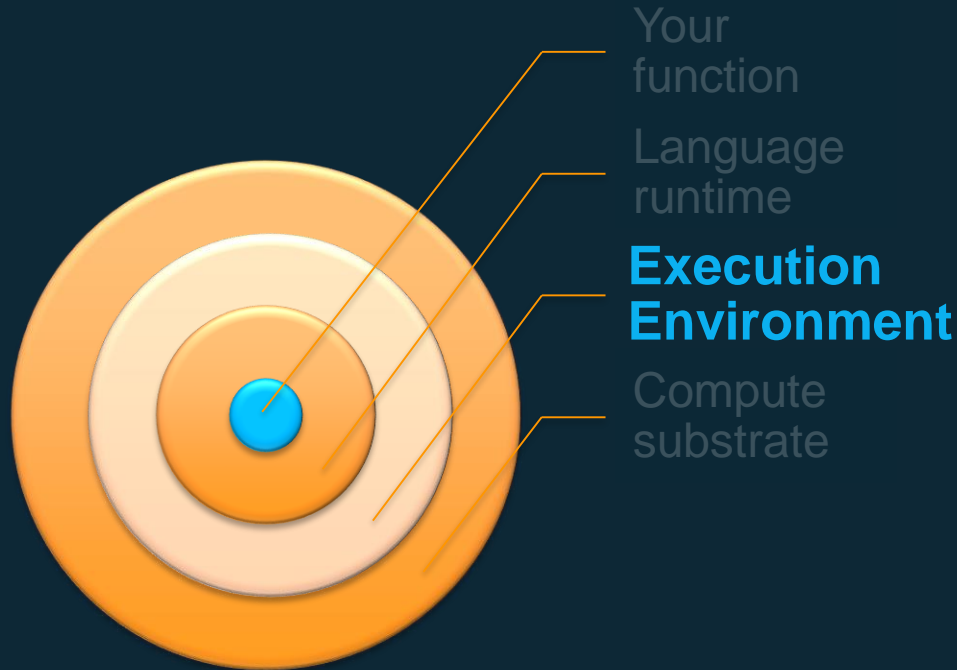 Your
function
Language
runtime
Execution
Environment
Compute
substrate